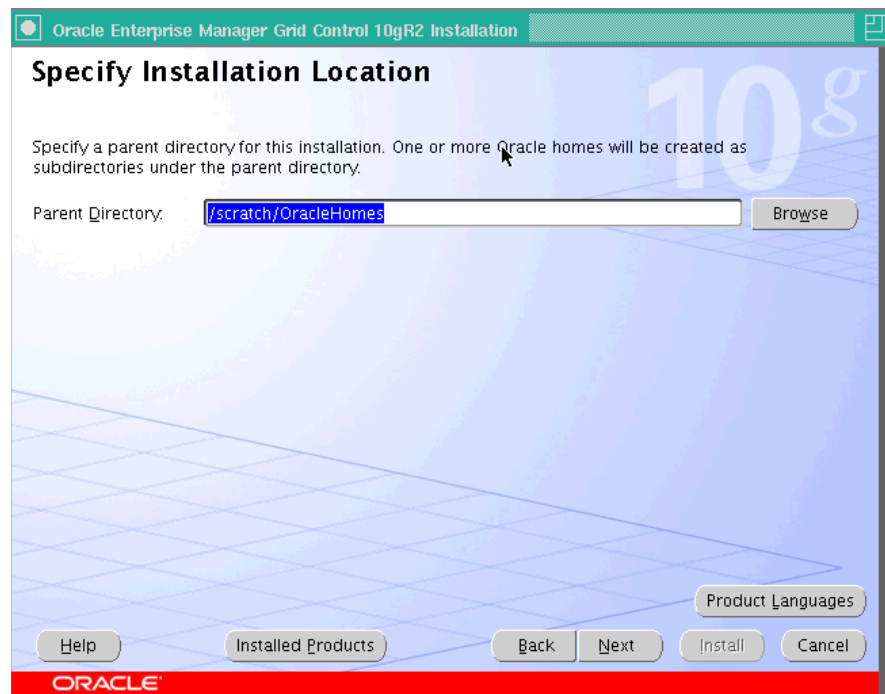 Oracle Enterprise Manager Grid Control 10gR2 Installation
Specify Installation Location
10g
Specify a parent directory for this installation. One or more Oracle homes will be created as
subdirectories under the parent directory.
Parent Directory: /scratch/OracleHomes Browse
Product Languages
Help Installed Products Back Next Install Cancel
ORACLE